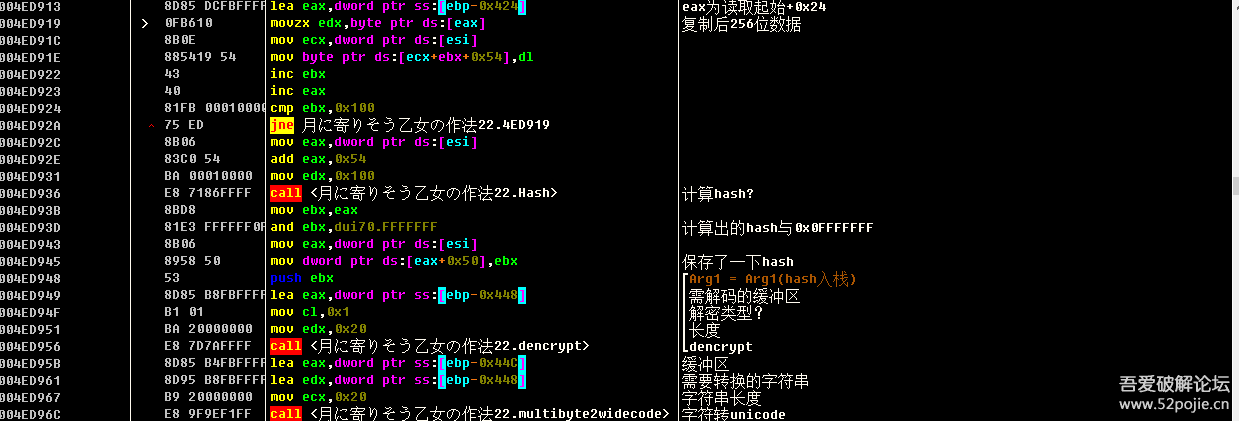 004ED913 8D85 DCFBFFFF lea eax,dword ptr ss:[ebp-0x424] eax为读取起始+0x24
004ED919 0FB610 movzx edx,byte ptr ds:[eax] 复制后256位数据
004ED91C 8B0E mov ecx,dword ptr ds:[esi]
004ED91E 885419 54 mov byte ptr ds:[ecx+ebx+0x54],dl
004ED922 43 inc ebx
004ED923 40 inc eax
004ED924 81FB 00010000 cmp ebx,0x100
004ED92A 75 ED jne 月に寄りそう乙女の作法22.4ED919
004ED92C 8B06 mov eax,dword ptr ds:[esi]
004ED92E 83C0 54 add eax,0x54
004ED931 BA 00010000 mov edx,0x100
004ED936 E8 7186FFFF call <月に寄りそう乙女の作法22.Hash> 计算hash?
004ED93B 8BD8 mov ebx,eax
004ED93D 81E3 FFFFFF0F and ebx,dui70.FFFFFFF 计算出的hash与0x0FFFFFFF
004ED943 8B06 mov eax,dword ptr ds:[esi]
004ED945 8958 50 mov dword ptr ds:[eax+0x50],ebx 保存了一下hash
004ED948 53 push ebx Arg1 = Arg1(hash入栈)
004ED949 8D85 B8FBFFFF lea eax,dword ptr ss:[ebp-0x448] 需解码的缓冲区
004ED94F B1 01 mov cl,0x1 解密类型?
004ED951 BA 20000000 mov edx,0x20 长度
004ED956 E8 7D7AFFFF call <月に寄りそう乙女の作法22.dencrypt> dencrypt
004ED95B 8D85 B4FBFFFF lea eax,dword ptr ss:[ebp-0x44C] 缓冲区
004ED961 8D95 B8FBFFFF lea edx,dword ptr ss:[ebp-0x448] 需要转换的字符串
004ED967 B9 20000000 mov ecx,0x20 字符串长度
004ED96C E8 9F9EF1FF call <月に寄りそう乙女の作法22.multibyte2widecode> 字符转unicode
吾爱破解论坛
www.52pojie.cn